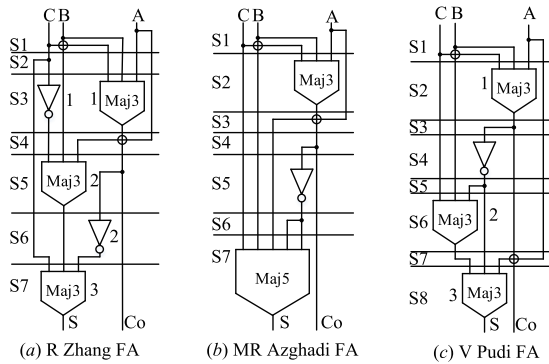 C B A
S1
S2
S3
1
1
Maj3
S4
S5
Maj3
2
S6
2
S7
Maj3
3
S
Co
(a) R Zhang FA
C B A
S1
S2
Maj3
S3
S4
S5
S6
S7
Maj5
S
Co
(b) MR Azghadi FA
C B A
S1
S2
1
Maj3
S3
S4
S5
S6
Maj3
2
S7
S8
3
Maj3
S
Co
(c) V Pudi FA